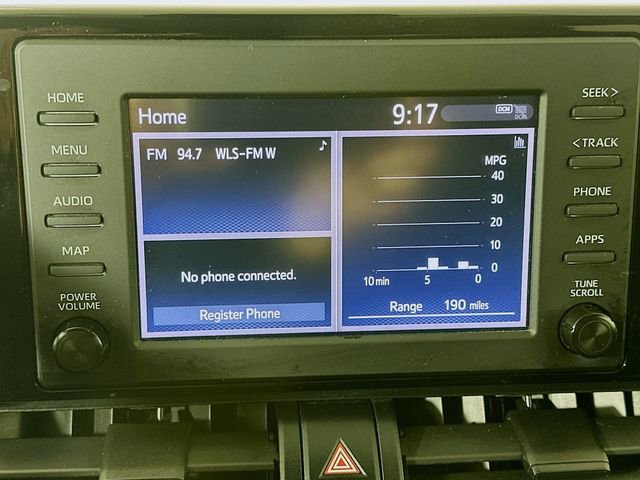 HOME
MENU
AUDIO
MAP
POWER
VOLUME
Home
9:17
DCM
DCM
FM 94.7 WLS-FM W
No phone connected.
Register Phone
MPG
40
30
20
10
0
10 min 5 0
Range 190 miles
SEEK >
< TRACK
PHONE
APPS
TUNE
SCROLL